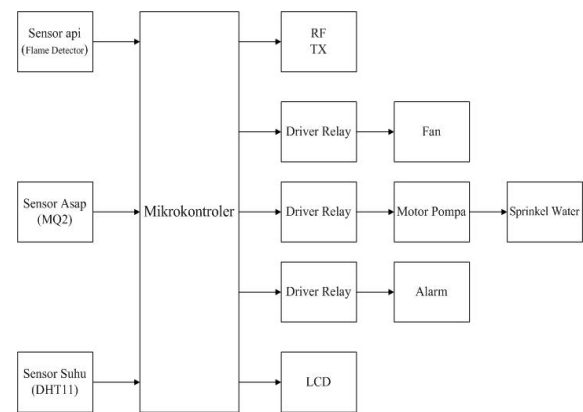 Sensor api
(Flame Detector)
RF
TX
Driver Relay
Fan
Sensor Asap
(MQ2)
Mikrokontroler
Driver Relay
Motor Pompa
Sprinkel Water
Driver Relay
Alarm
Sensor Suhu
(DHT11)
LCD